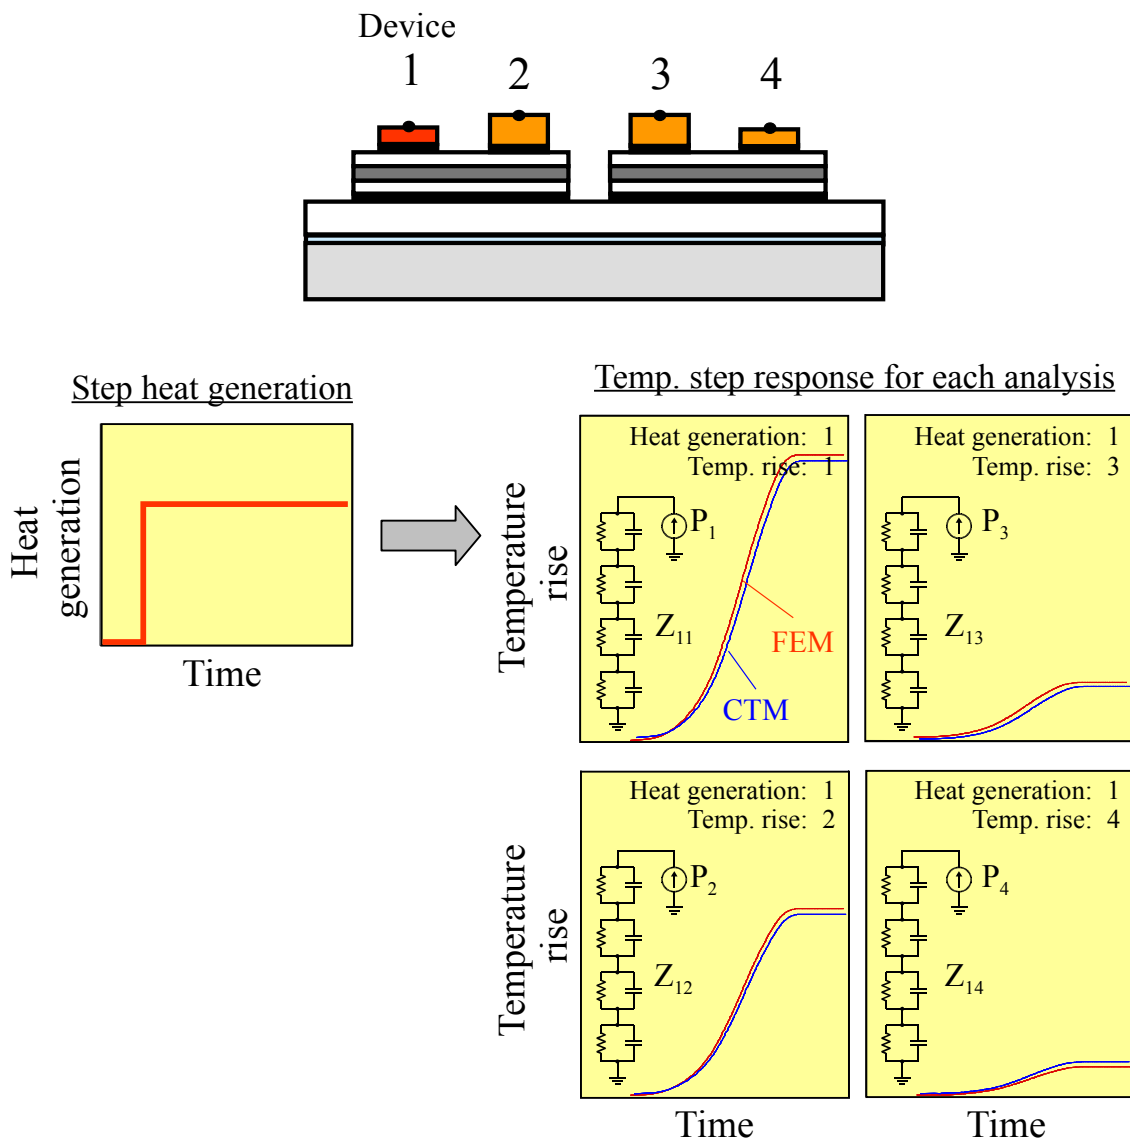 Device
1 2 3 4
Step heat generation
Heat
generation
Time
Temp. step response for each analysis
Temperature
rise
Heat generation: 1
Temp. rise: 1
P1
Z11
FEM
CTM
Heat generation: 1
Temp. rise: 3
P3
Z13
Temperature
rise
Heat generation: 1
Temp. rise: 2
P2
Z12
Time
Heat generation: 1
Temp. rise: 4
P4
Z14
Time